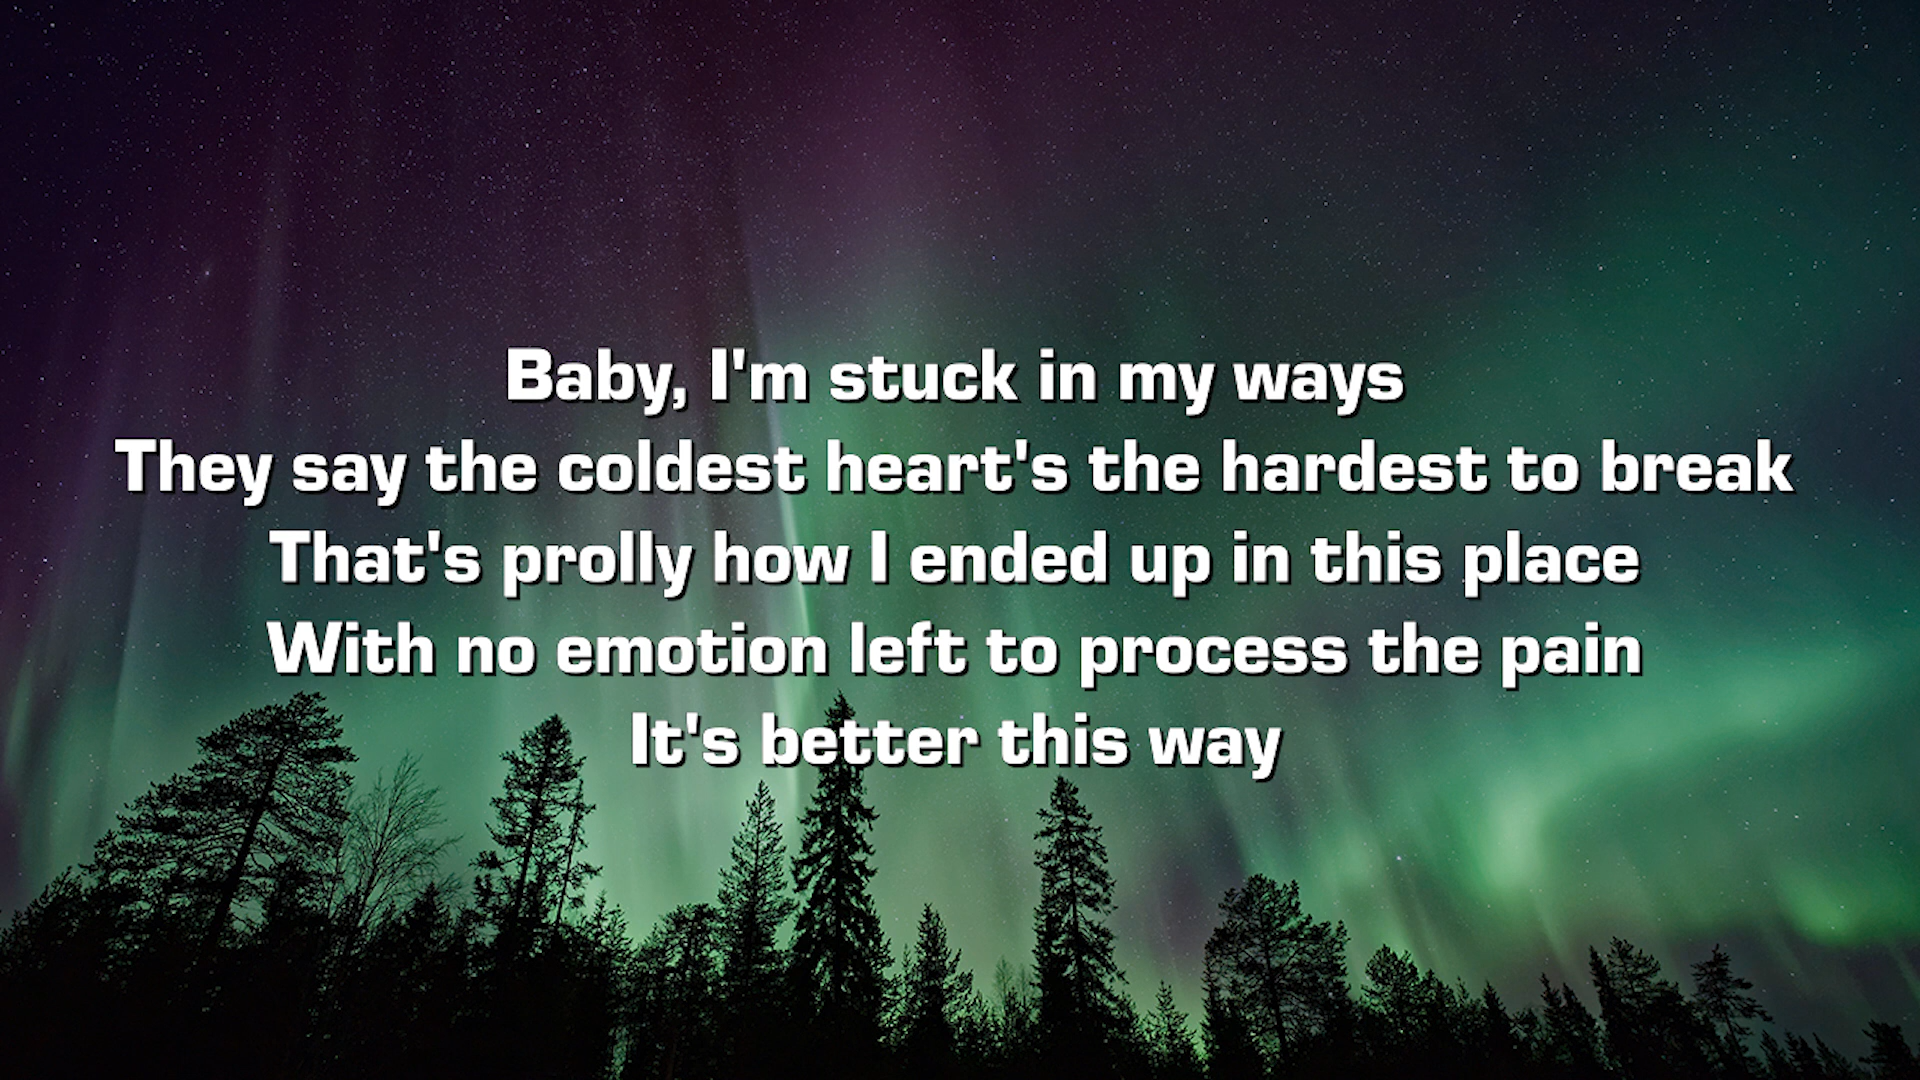 Baby, I'm stuck in my ways
They say the coldest heart's the hardest to break
That's prolly how I ended up in this place
With no emotion left to process the pain
It's better this way